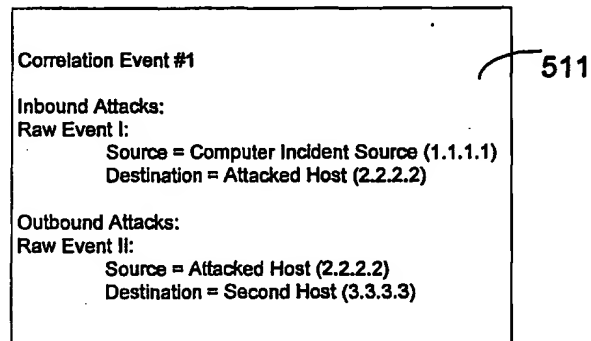 Correlation Event #1
511
Inbound Attacks:
Raw Event I:
Source = Computer Incident Source (1.1.1.1)
Destination = Attacked Host (2.2.2.2)
Outbound Attacks:
Raw Event II:
Source = Attacked Host (2.2.2.2)
Destination = Second Host (3.3.3.3)